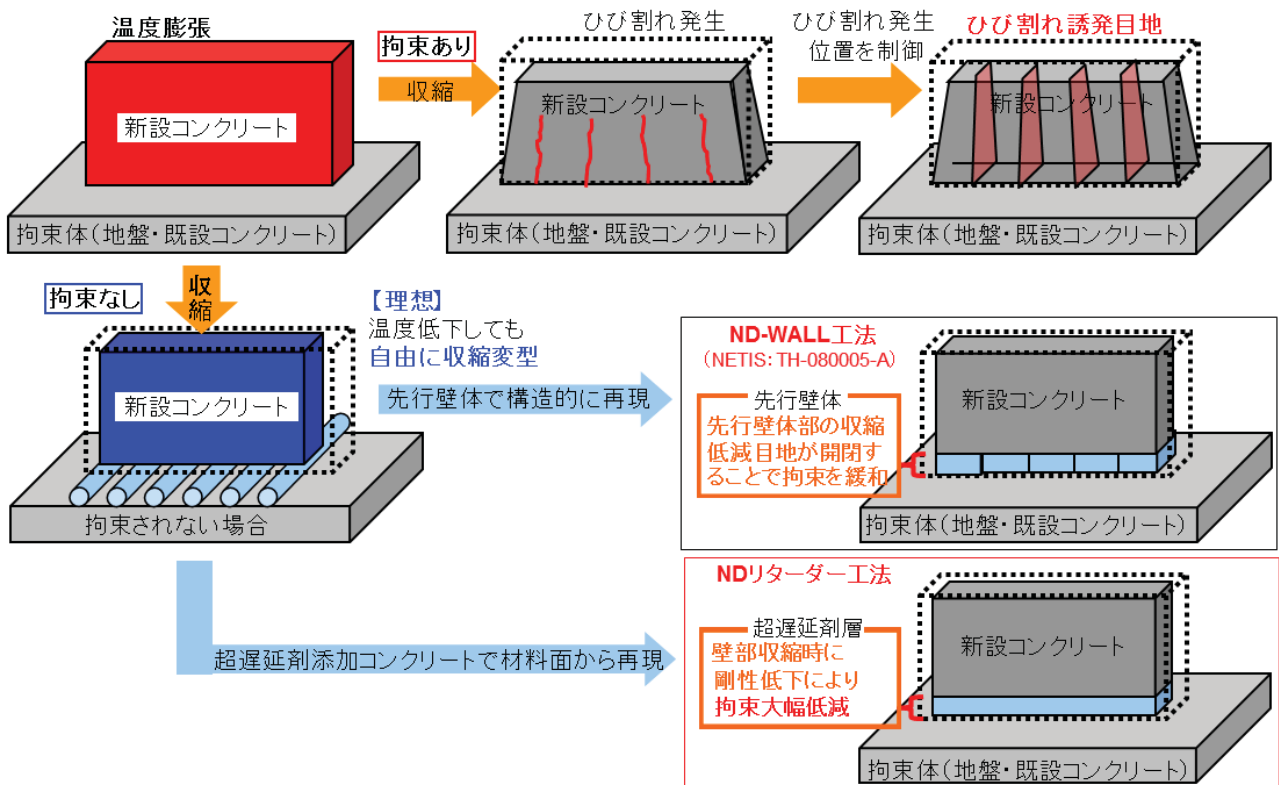 温度膨張
新設コンクリート
拘束体(地盤・既設コンクリート)
拘束あり
収縮
ひび割れ発生
新設コンクリート
拘束体(地盤・既設コンクリート)
ひび割れ発生
位置を制御
ひび割れ誘発目地
新設コンクリート
拘束体(地盤・既設コンクリート)
拘束なし
収
縮
新設コンクリート
拘束されない場合
【理想】
温度低下しても
自由に収縮変型
先行壁体で構造的に再現
ND-WALL工法
(NETIS: TH-080005-A)
先行壁体
先行壁体部の収縮
低減目地が開閉す
ることで拘束を緩和
新設コンクリート
拘束体(地盤・既設コンクリート)
超遅延剤添加コンクリートで材料面から再現
NDリターダー工法
超遅延剤層
壁部収縮時に
剛性低下により
拘束大幅低減
新設コンクリート
拘束体(地盤・既設コンクリート)